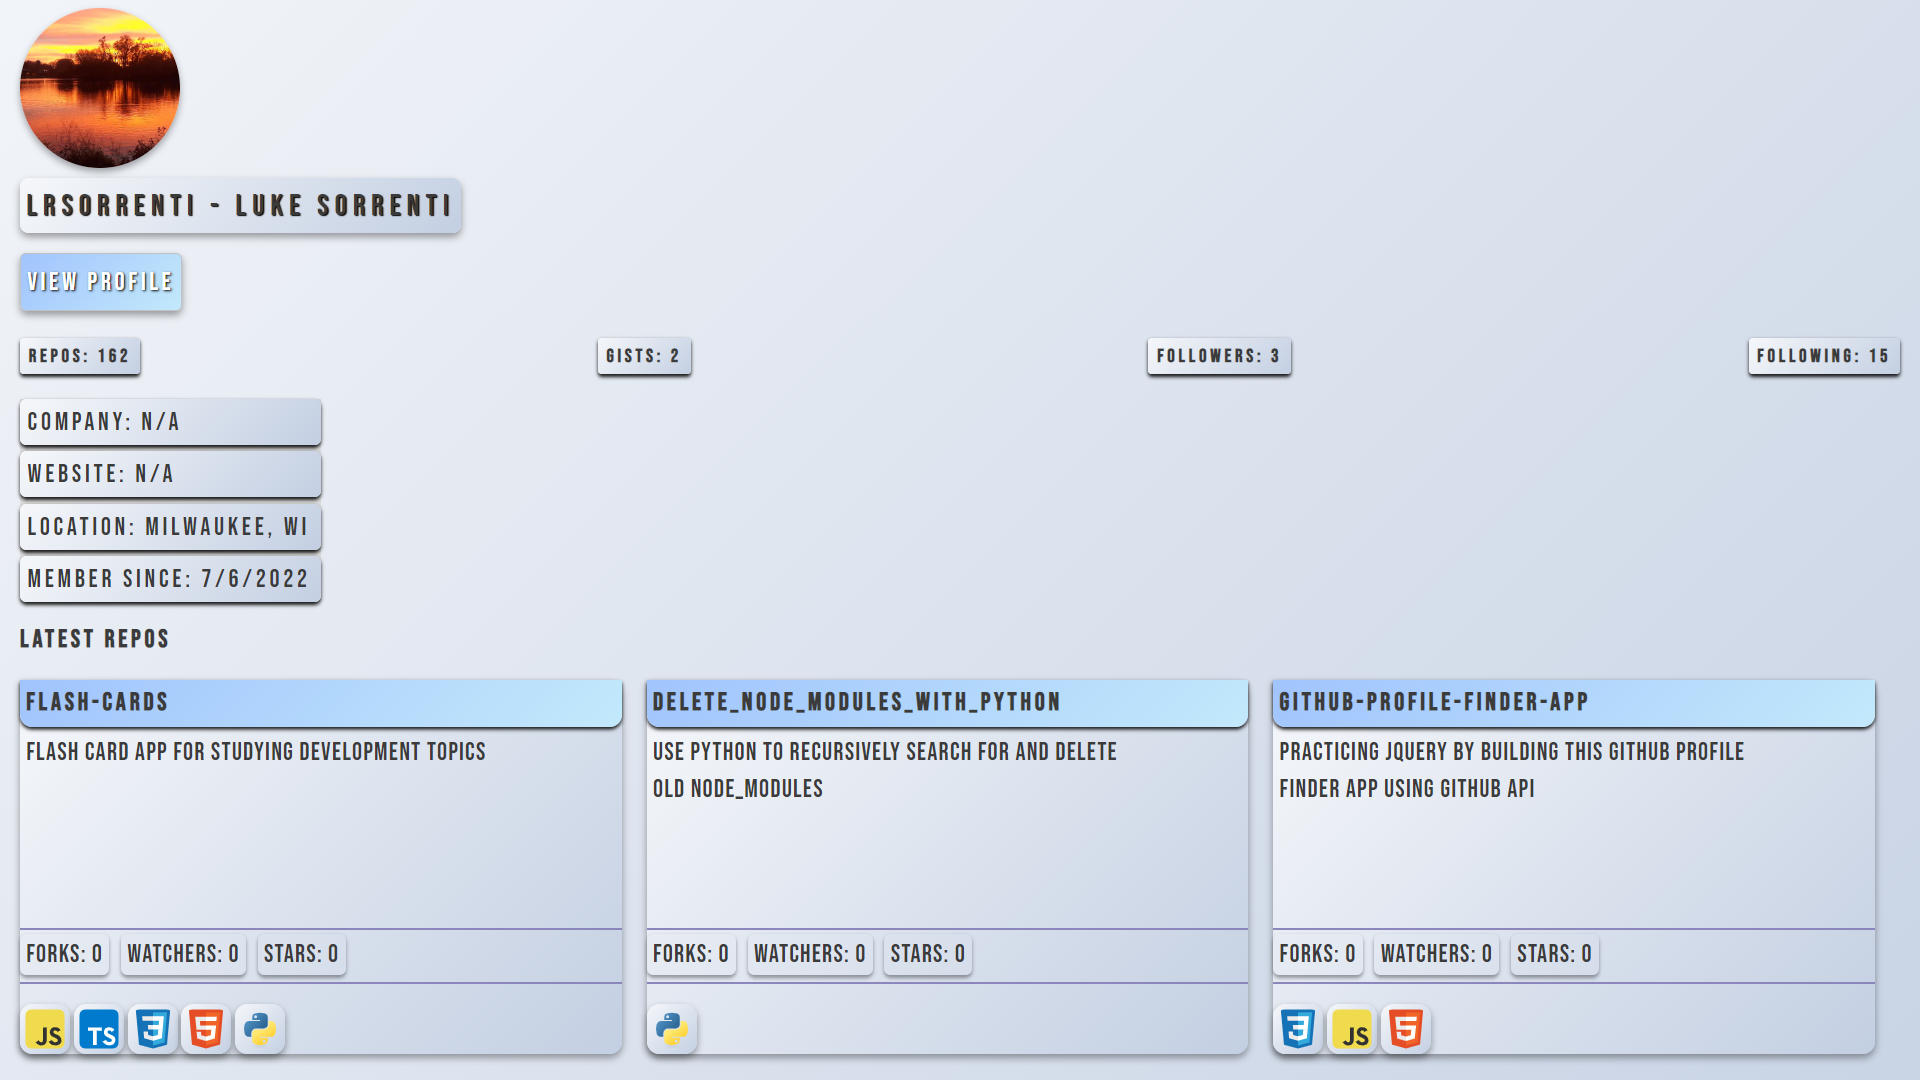 LRSORRENTI - LUKE SORRENTI
VIEW PROFILE
REPOS: 162
GISTS: 2
FOLLOWERS: 3
FOLLOWING: 15
COMPANY: N/A
WEBSITE: N/A
LOCATION: MILWAUKEE, WI
MEMBER SINCE: 7/6/2022
LATEST REPOS
FLASH-CARDS
FLASH CARD APP FOR STUDYING DEVELOPMENT TOPICS
FORKS: 0
WATCHERS: 0
STARS: 0
JS
TS
3
5
DELETE_NODE_MODULES_WITH_PYTHON
USE PYTHON TO RECURSIVELY SEARCH FOR AND DELETE
OLD NODE_MODULES
FORKS: 0
WATCHERS: 0
STARS: 0
GITHUB-PROFILE-FINDER-APP
PRACTICING JQUERY BY BUILDING THIS GITHUB PROFILE
FINDER APP USING GITHUB API
FORKS: 0
WATCHERS: 0
STARS: 0
3
JS
5